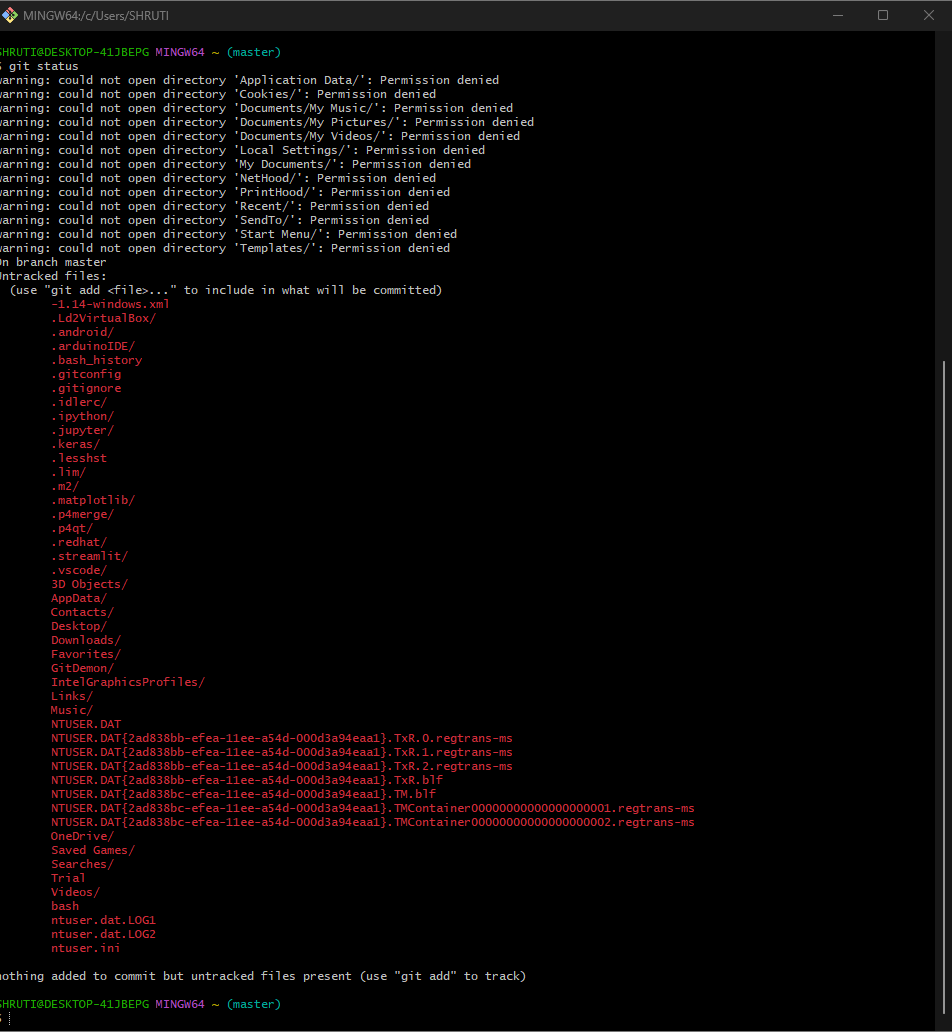 MINGW64:/c/Users/SHRUTI
SHRUTI@DESKTOP-41JBEPG MINGW64 ~ (master)
$ git status
warning: could not open directory 'Application Data/': Permission denied
warning: could not open directory 'Cookies/': Permission denied
warning: could not open directory 'Documents/My Music/': Permission denied
warning: could not open directory 'Documents/My Pictures/': Permission denied
warning: could not open directory 'Documents/My Videos/': Permission denied
warning: could not open directory 'Local Settings/': Permission denied
warning: could not open directory 'My Documents/': Permission denied
warning: could not open directory 'NetHood/': Permission denied
warning: could not open directory 'PrintHood/': Permission denied
warning: could not open directory 'Recent/': Permission denied
warning: could not open directory 'SendTo/': Permission denied
warning: could not open directory 'Start Menu/': Permission denied
warning: could not open directory 'Templates/': Permission denied
On branch master
Untracked files:
  (use "git add <file>..." to include in what will be committed)
        -1.14-windows.xml
        .Ld2VirtualBox/
        .android/
        .arduinoIDE/
        .bash_history
        .gitconfig
        .gitignore
        .idlerc/
        .ipython/
        .jupyter/
        .keras/
        .lesshst
        .lim/
        .m2/
        .matplotlib/
        .p4merge/
        .p4qt/
        .redhat/
        .streamlit/
        .vscode/
        3D Objects/
        AppData/
        Contacts/
        Desktop/
        Downloads/
        Favorites/
        GitDemon/
        IntelGraphicsProfiles/
        Links/
        Music/
        NTUSER.DAT
        NTUSER.DAT{2ad838bb-efea-11ee-a54d-000d3a94eaa1}.TxR.0.regtrans-ms
        NTUSER.DAT{2ad838bb-efea-11ee-a54d-000d3a94eaa1}.TxR.1.regtrans-ms
        NTUSER.DAT{2ad838bb-efea-11ee-a54d-000d3a94eaa1}.TxR.2.regtrans-ms
        NTUSER.DAT{2ad838bb-efea-11ee-a54d-000d3a94eaa1}.TxR.blf
        NTUSER.DAT{2ad838bc-efea-11ee-a54d-000d3a94eaa1}.TM.blf
        NTUSER.DAT{2ad838bc-efea-11ee-a54d-000d3a94eaa1}.TMContainer00000000000000000001.regtrans-ms
        NTUSER.DAT{2ad838bc-efea-11ee-a54d-000d3a94eaa1}.TMContainer00000000000000000002.regtrans-ms
        OneDrive/
        Saved Games/
        Searches/
        Trial
        Videos/
        bash
        ntuser.dat.LOG1
        ntuser.dat.LOG2
        ntuser.ini
nothing added to commit but untracked files present (use "git add" to track)
SHRUTI@DESKTOP-41JBEPG MINGW64 ~ (master)
$